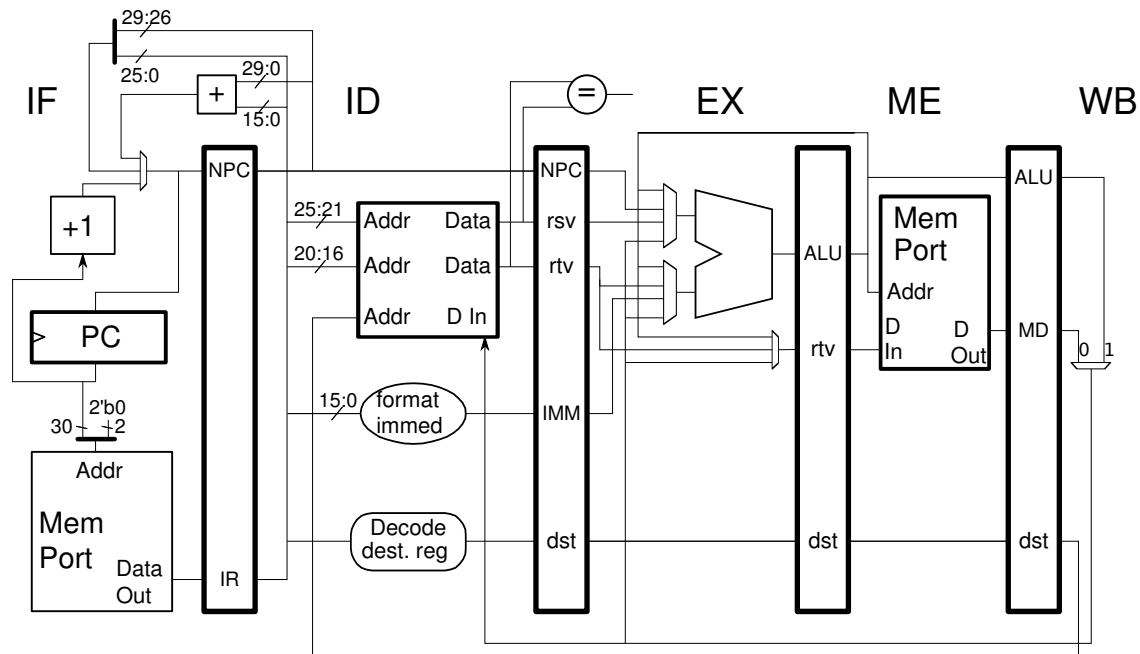 29:26
25:0
29:0
+
15:0
=
IF
ID
EX
ME
WB
NPC
NPC
ALU
+1
25:21
Addr
Data
rsv
Mem
Port
20:16
Addr
Data
rtv
ALU
Addr
Addr
D In
PC
D
In
D
Out
MD
rtv
0
1
15:0
format
immed
IMM
2'b0
30
2
Addr
Mem
Port
Data
Out
IR
Decode
dest. reg
dst
dst
dst